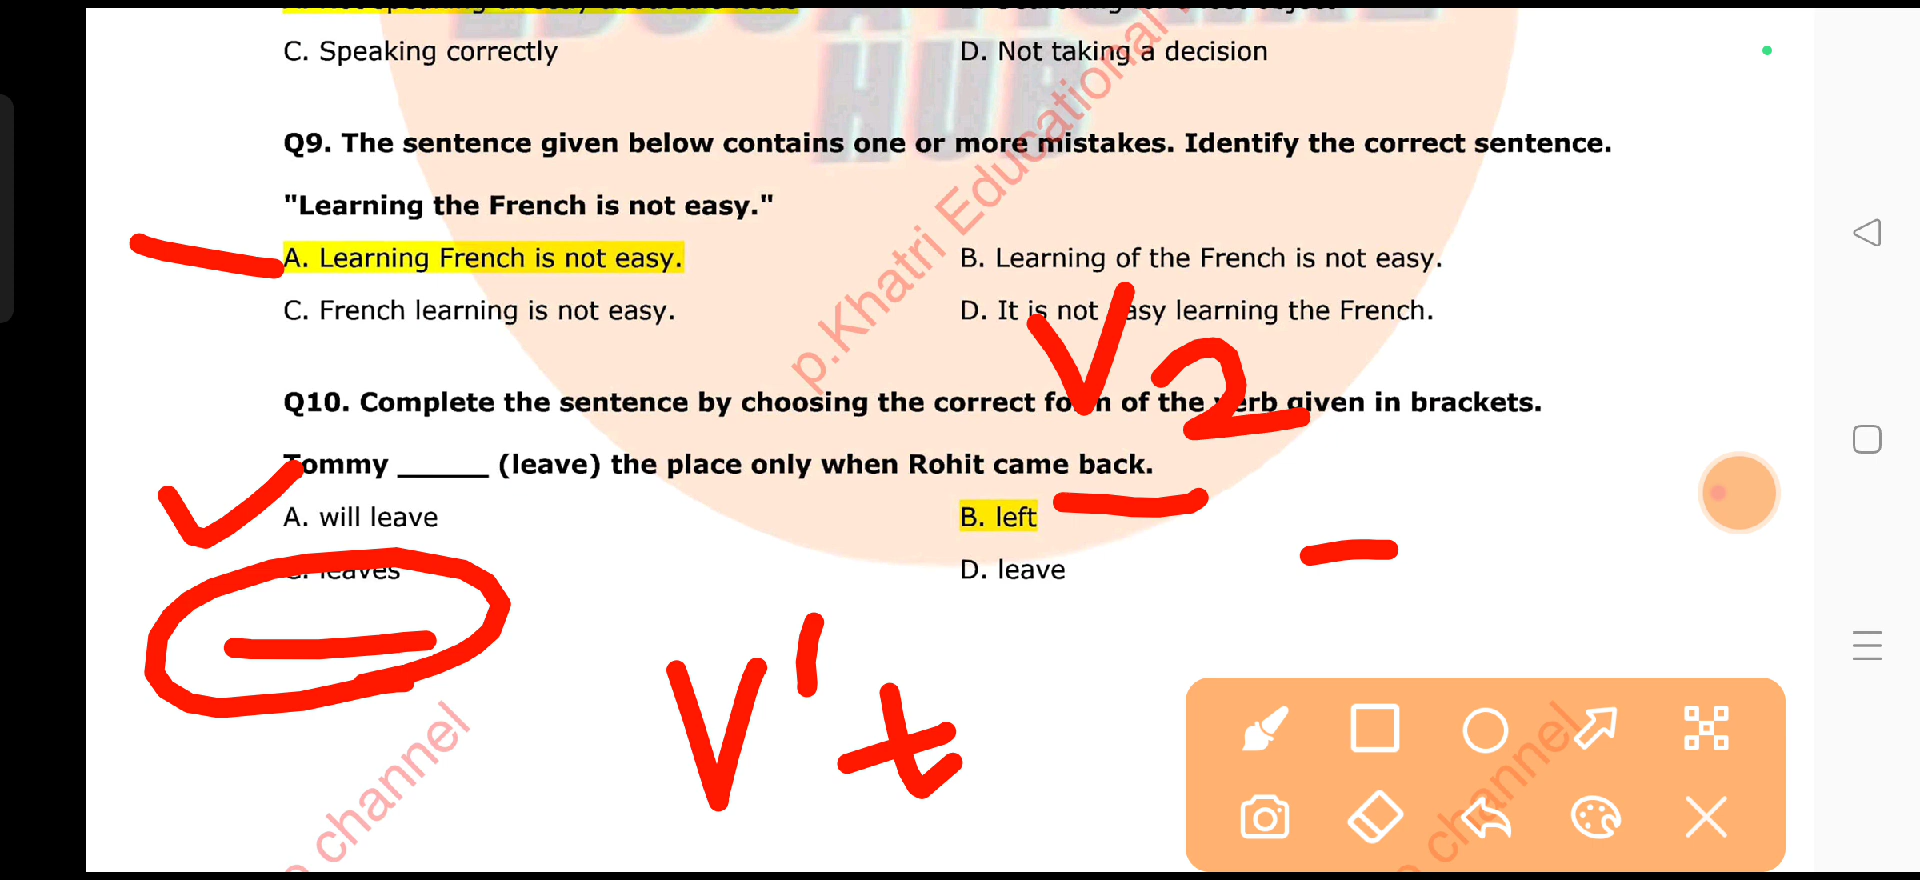 C. Speaking correctly
D. Not taking a decision
EDUCATIONAL
HUB
Q9. The sentence given below contains one or more mistakes. Identify the correct sentence.
"Learning the French is not easy."
A. Learning French is not easy.
B. Learning of the French is not easy.
C. French learning is not easy.
D. It is not easy learning the French.
V2
Q10. Complete the sentence by choosing the correct form of the verb given in brackets.
Tommy ______ (leave) the place only when Rohit came back.
A. will leave
B. left
C. leaves
D. leave
p.Khatri Educational
channel
channel